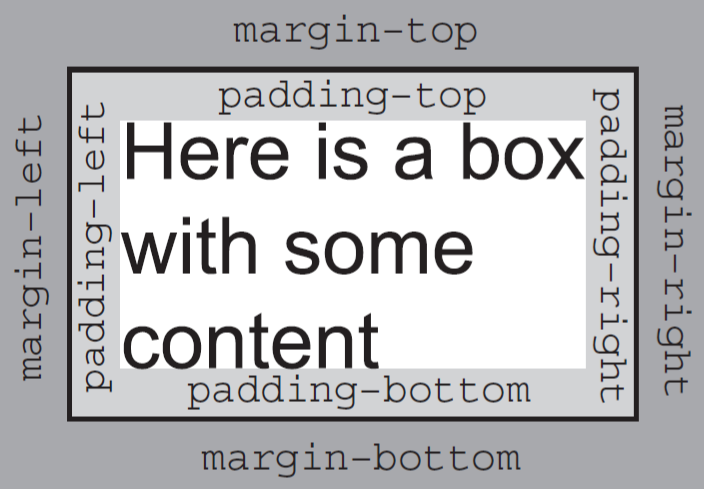 margin-top
padding-top
margin-left
padding-left
Here is a box
with some
content
padding-right
margin-right
padding-bottom
margin-bottom